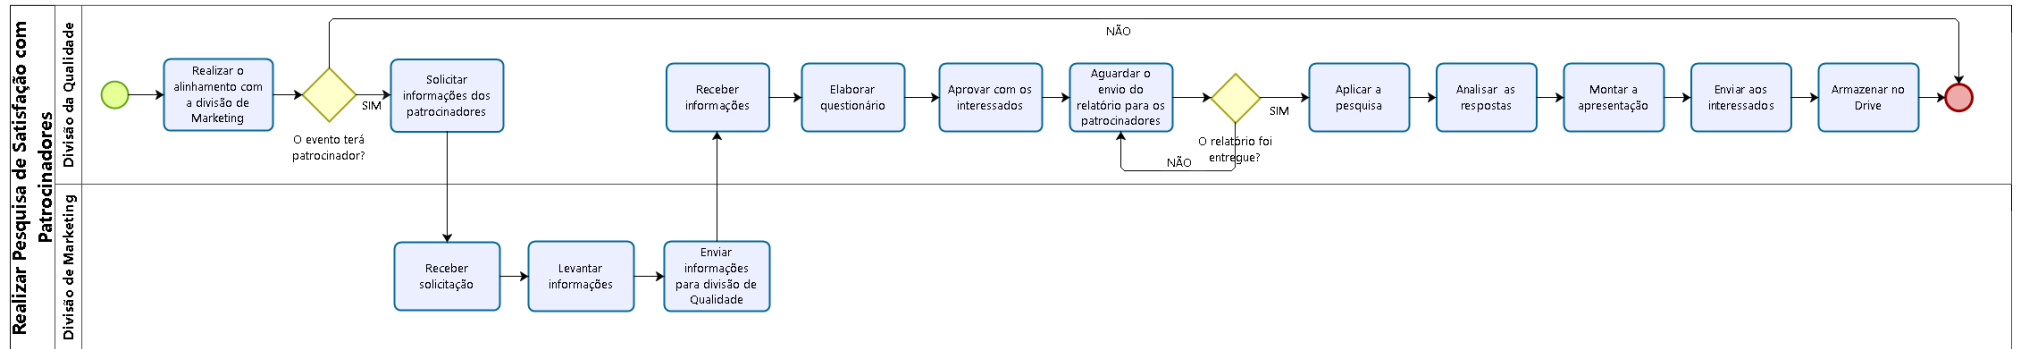 Realizar Pesquisa de Satisfação com
Patrocinadores
Divisão da Qualidade
Realizar o
alinhamento com
a divisão de
Marketing
O evento terá
patrocinador?
SIM
NÃO
Solicitar
informações dos
patrocinadores
Receber
informações
Elaborar
questionário
Aprovar com os
interessados
Aguardar o
envio do
relatório para os
patrocinadores
O relatório foi
entregue?
NÃO
SIM
Aplicar a
pesquisa
Analisar as
respostas
Montar a
apresentação
Enviar aos
interessados
Armazenar no
Drive
Divisão de Marketing
Receber
solicitação
Levantar
informações
Enviar
informações
para divisão de
Qualidade